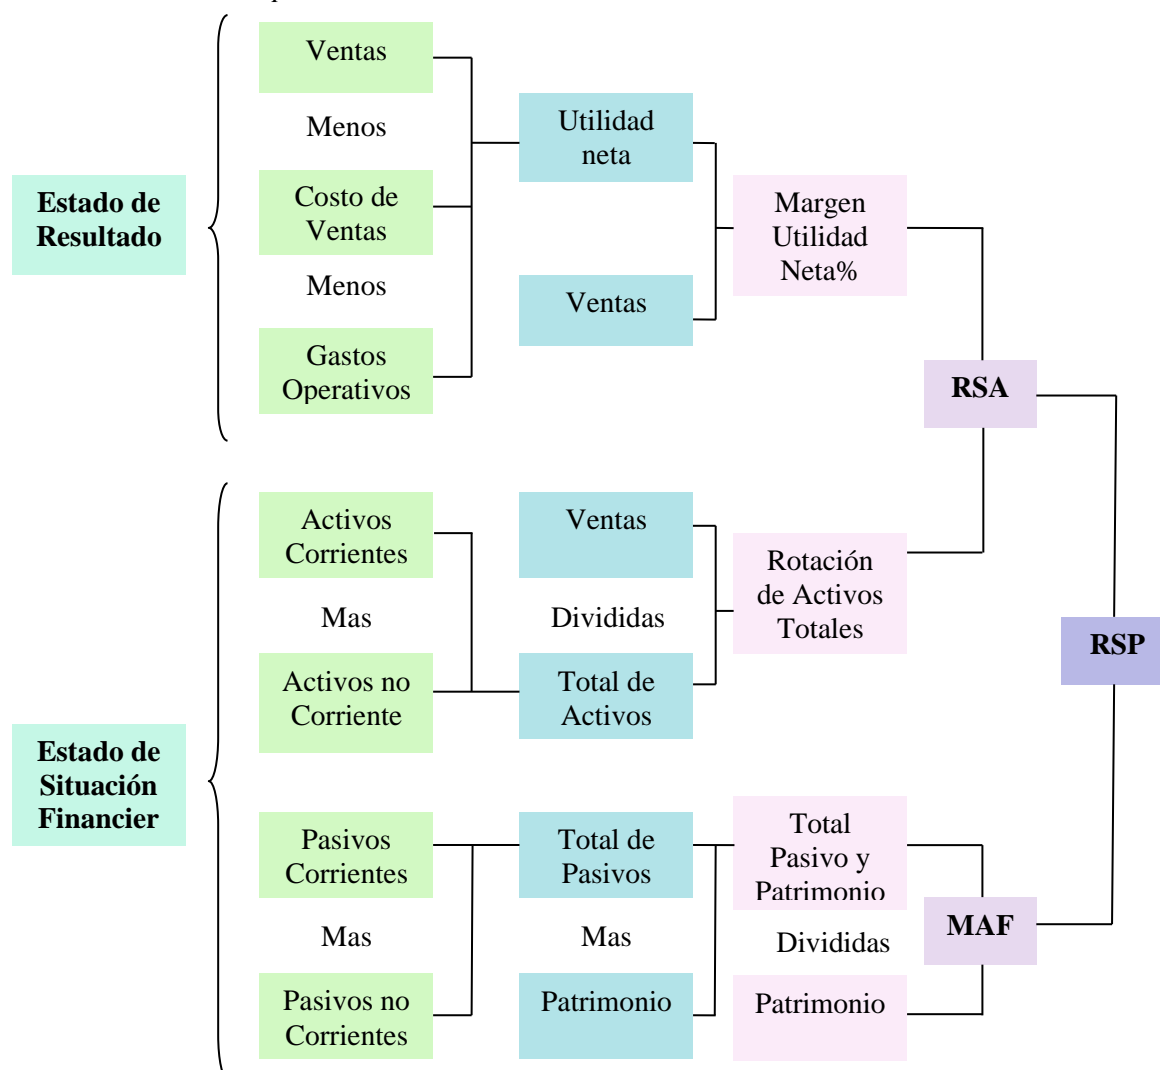 Ventas
Menos
Costo de
Ventas
Menos
Gastos
Operativos
Estado de
Resultado
Utilidad
neta
Ventas
Margen
Utilidad
Neta%
RSA
Activos
Corrientes
Mas
Activos no
Corriente
Ventas
Divididas
Total de
Activos
Rotación
de Activos
Totales
RSP
Estado de
Situación
Financier
Pasivos
Corrientes
Mas
Pasivos no
Corrientes
Total de
Pasivos
Mas
Patrimonio
Total
Pasivo y
Patrimonio
Divididas
Patrimonio
MAF